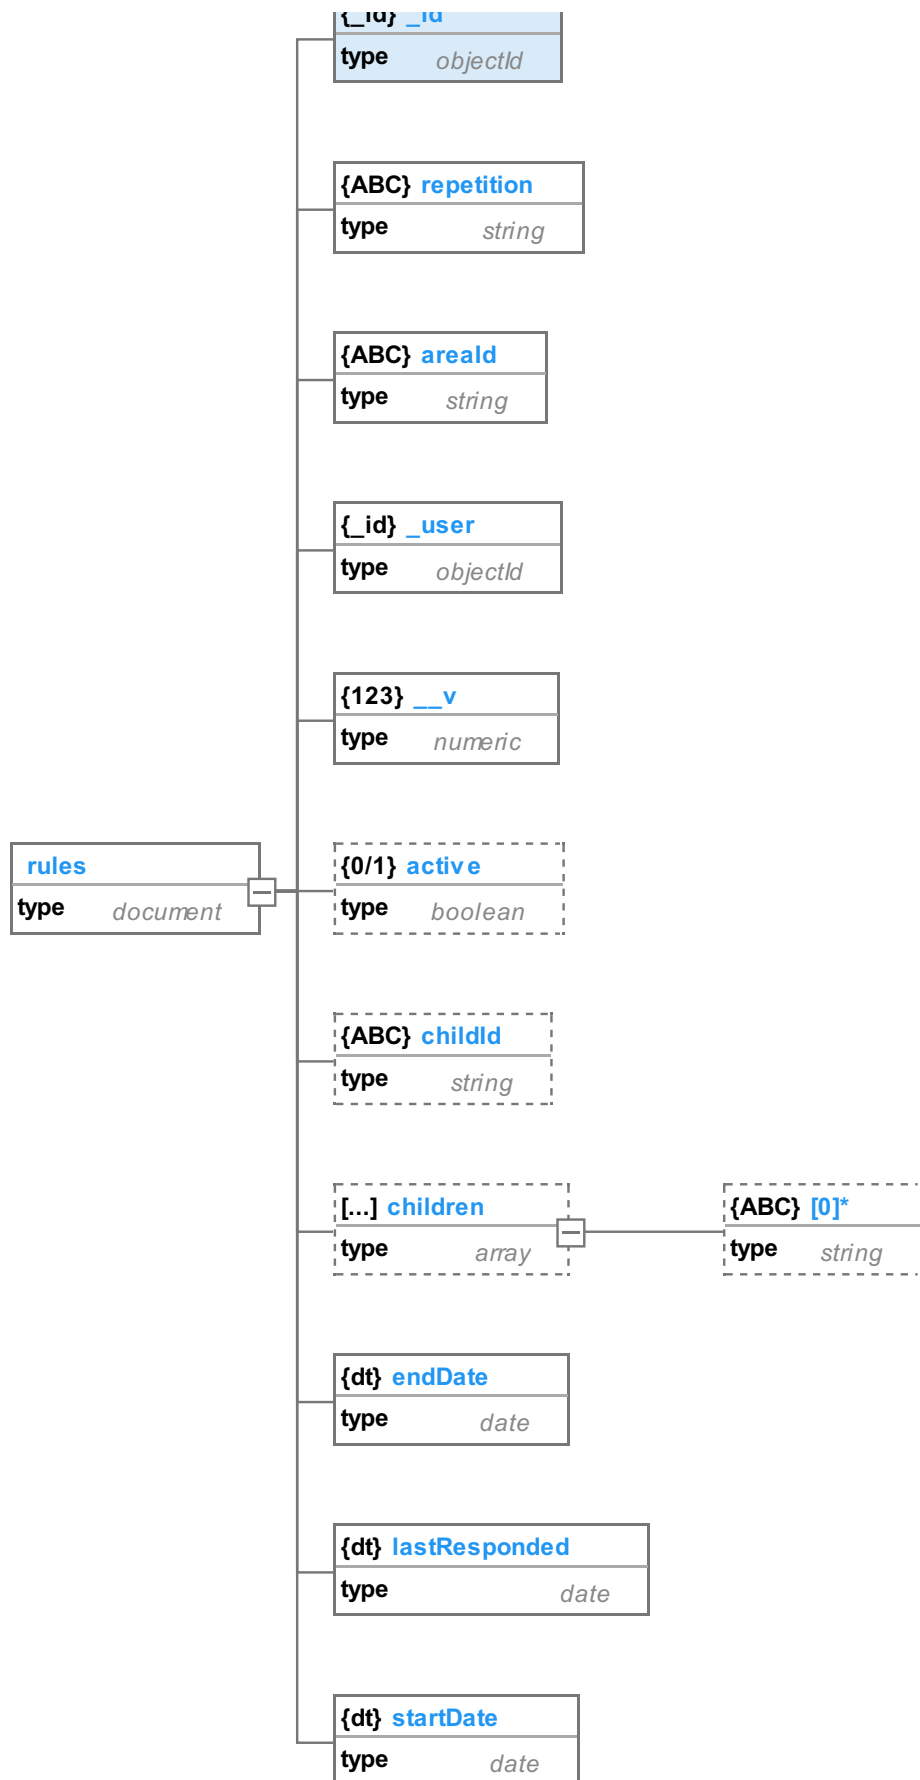 {_id} _id
type objectId
{ABC} repetition
type string
{ABC} areaId
type string
{_id} _user
type objectId
{123} __v
type numeric
rules
type document
{0/1} active
type boolean
{ABC} childId
type string
[...] children
type array
{ABC} [0]*
type string
{dt} endDate
type date
{dt} lastResponded
type date
{dt} startDate
type date